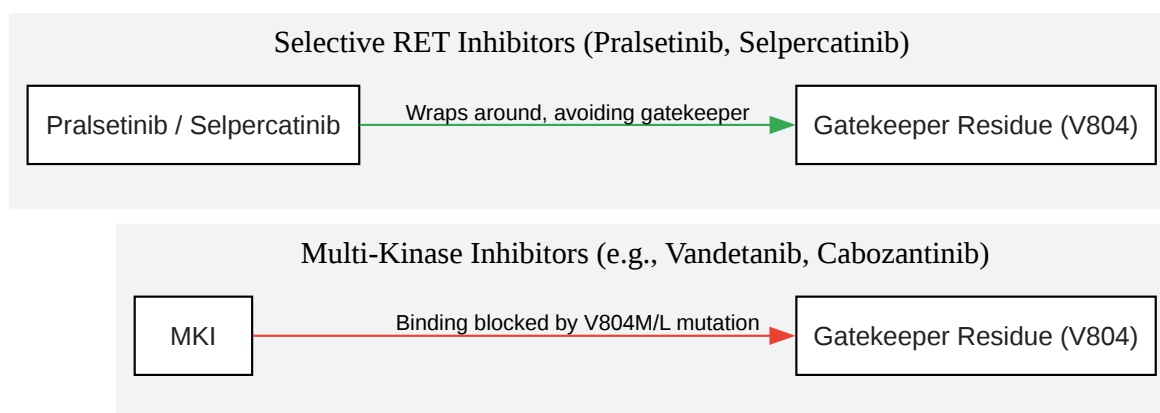 Selective RET Inhibitors (Pralsetinib, Selpercatinib)
Pralsetinib / Selpercatinib
Wraps around, avoiding gatekeeper
Gatekeeper Residue (V804)
Multi-Kinase Inhibitors (e.g., Vandetanib, Cabozantinib)
MKI
Binding blocked by V804M/L mutation
Gatekeeper Residue (V804)